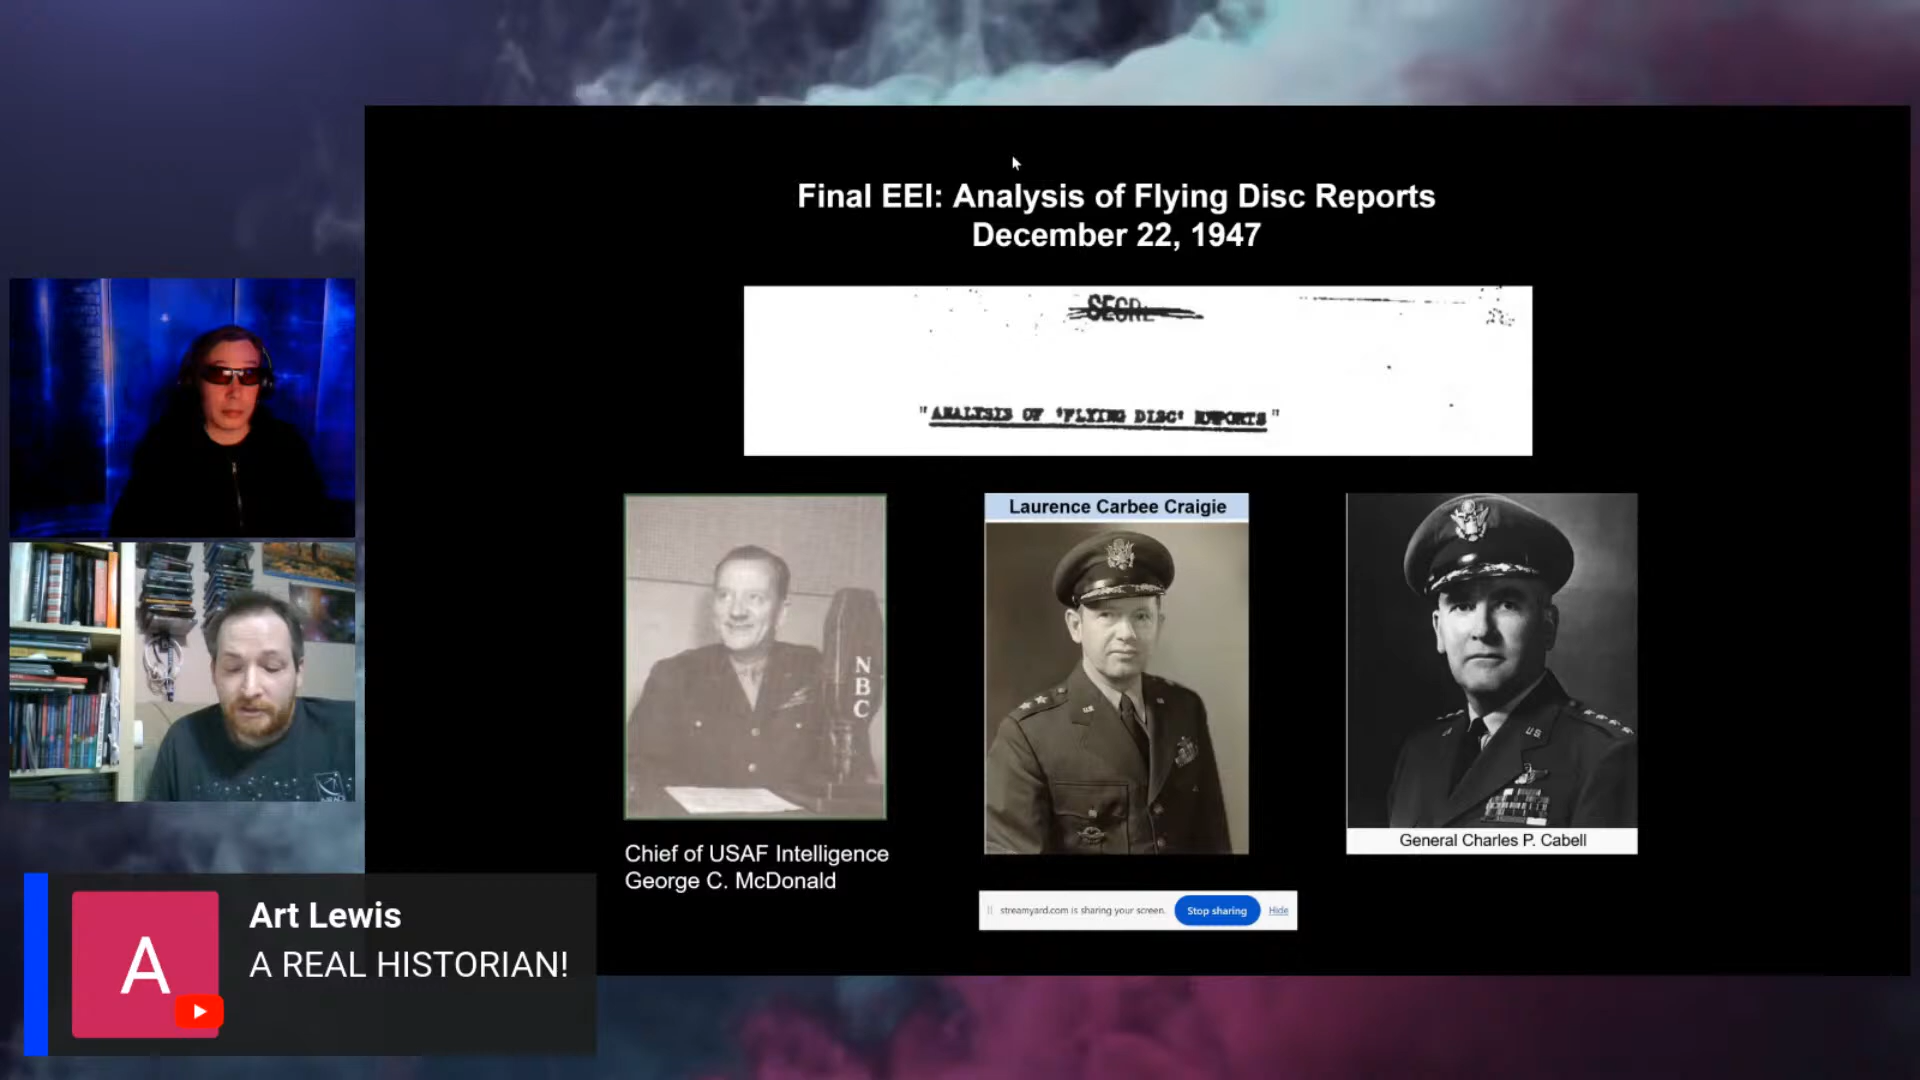 Final EEI: Analysis of Flying Disc Reports
December 22, 1947
"ANALYSIS OF 'FLYING DISC' REPORTS"
Laurence Carbee Craigie
NBC
U.S.
General Charles P. Cabell
Chief of USAF Intelligence
George C. McDonald
streamyard.com is sharing your screen.
Stop sharing
Hide
A
Art Lewis
A REAL HISTORIAN!